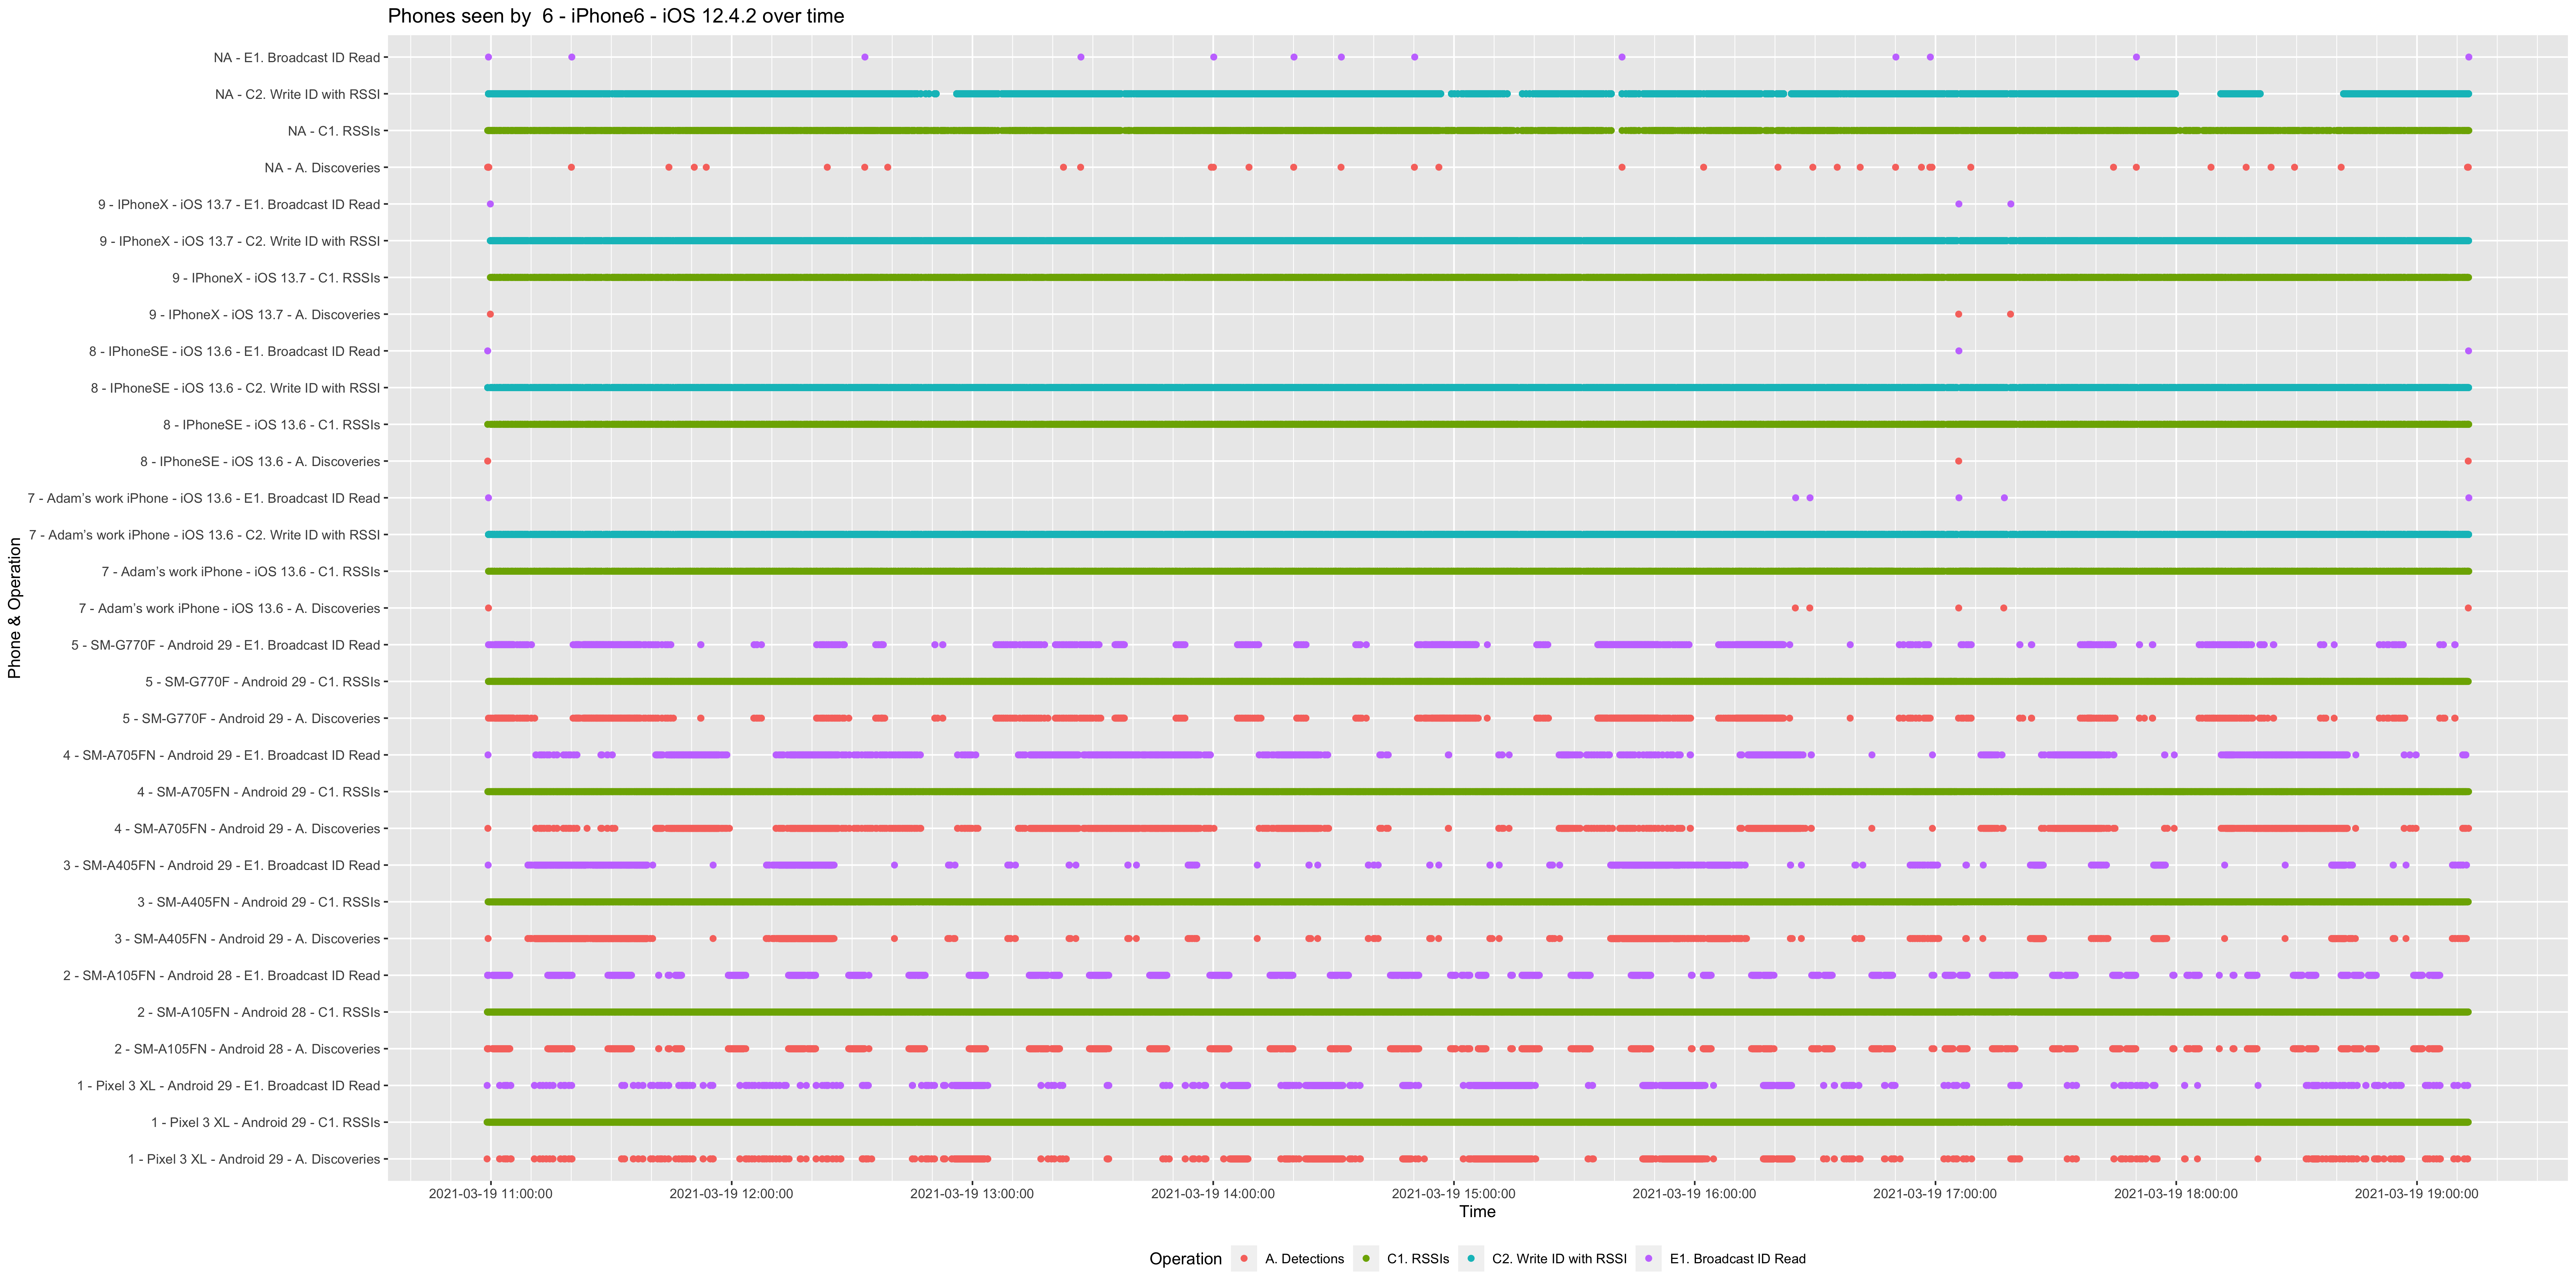 Phones seen by  6 - iPhone6 - iOS 12.4.2 over time
NA - E1. Broadcast ID Read
NA - C2. Write ID with RSSI
NA - C1. RSSIs
NA - A. Discoveries
9 - IPhoneX - iOS 13.7 - E1. Broadcast ID Read
9 - IPhoneX - iOS 13.7 - C2. Write ID with RSSI
9 - IPhoneX - iOS 13.7 - C1. RSSIs
9 - IPhoneX - iOS 13.7 - A. Discoveries
8 - IPhoneSE - iOS 13.6 - E1. Broadcast ID Read
8 - IPhoneSE - iOS 13.6 - C2. Write ID with RSSI
8 - IPhoneSE - iOS 13.6 - C1. RSSIs
8 - IPhoneSE - iOS 13.6 - A. Discoveries
7 - Adam’s work iPhone - iOS 13.6 - E1. Broadcast ID Read
7 - Adam’s work iPhone - iOS 13.6 - C2. Write ID with RSSI
7 - Adam’s work iPhone - iOS 13.6 - C1. RSSIs
7 - Adam’s work iPhone - iOS 13.6 - A. Discoveries
5 - SM-G770F - Android 29 - E1. Broadcast ID Read
5 - SM-G770F - Android 29 - C1. RSSIs
5 - SM-G770F - Android 29 - A. Discoveries
4 - SM-A705FN - Android 29 - E1. Broadcast ID Read
4 - SM-A705FN - Android 29 - C1. RSSIs
4 - SM-A705FN - Android 29 - A. Discoveries
3 - SM-A405FN - Android 29 - E1. Broadcast ID Read
3 - SM-A405FN - Android 29 - C1. RSSIs
3 - SM-A405FN - Android 29 - A. Discoveries
2 - SM-A105FN - Android 28 - E1. Broadcast ID Read
2 - SM-A105FN - Android 28 - C1. RSSIs
2 - SM-A105FN - Android 28 - A. Discoveries
1 - Pixel 3 XL - Android 29 - E1. Broadcast ID Read
1 - Pixel 3 XL - Android 29 - C1. RSSIs
1 - Pixel 3 XL - Android 29 - A. Discoveries
Phone & Operation
2021-03-19 11:00:00 2021-03-19 12:00:00 2021-03-19 13:00:00 2021-03-19 14:00:00 2021-03-19 15:00:00 2021-03-19 16:00:00 2021-03-19 17:00:00 2021-03-19 18:00:00 2021-03-19 19:00:00
Time
Operation A. Detections C1. RSSIs C2. Write ID with RSSI E1. Broadcast ID Read